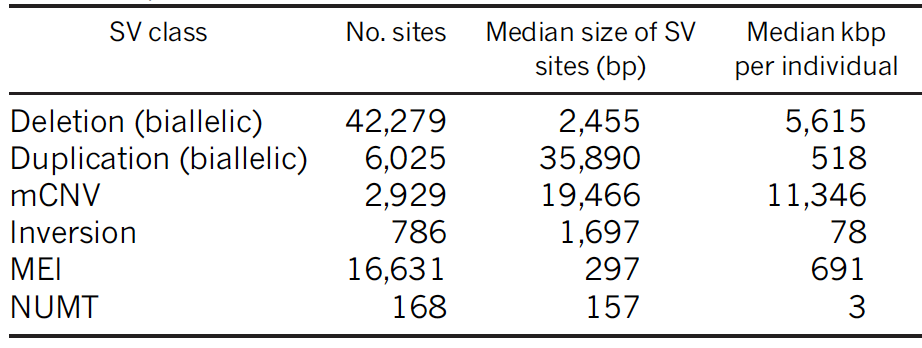 SV class No. sites Median size of SV sites (bp) Median kbp per individual
Deletion (biallelic) 42,279 2,455 5,615
Duplication (biallelic) 6,025 35,890 518
mCNV 2,929 19,466 11,346
Inversion 786 1,697 78
MEI 16,631 297 691
NUMT 168 157 3